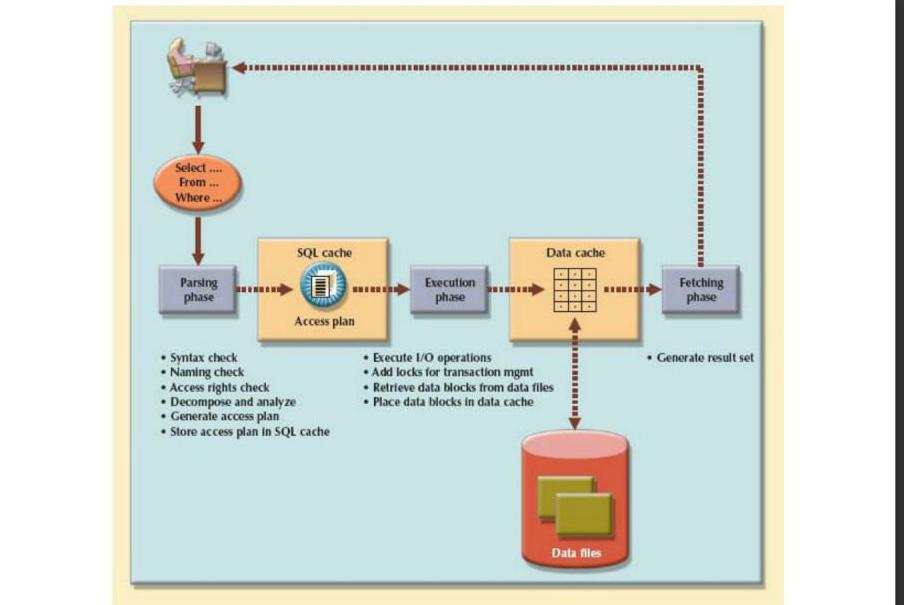 Select ....
From ...
Where ...
Parsing
phase
SQL cache
Access plan
Execution
phase
Data cache
Fetching
phase
• Syntax check
• Naming check
• Access rights check
• Decompose and analyze
• Generate access plan
• Store access plan in SQL cache
• Execute I/O operations
• Add locks for transaction mgmt
• Retrieve data blocks from data files
• Place data blocks in data cache
• Generate result set
Data files